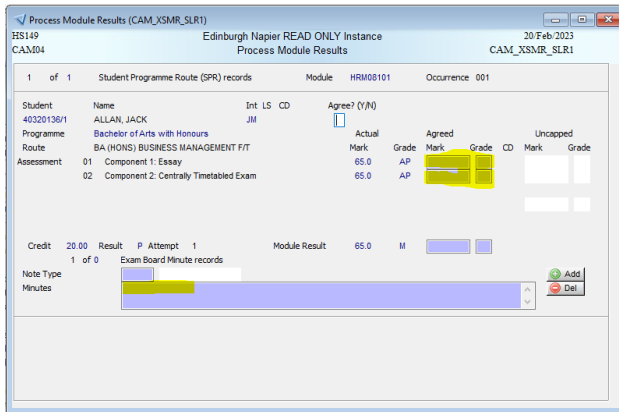 Process Module Results (CAM_XSMR_SLR1)
HS149 Edinburgh Napier READ ONLY Instance 20/Feb/2023
CAM04 Process Module Results CAM_XSMR_SLR1
1 of 1 Student Programme Route (SPR) records Module HRM08101 Occurrence 001
Student Name Int LS CD Agree? (Y/N)
40320136/1 ALLAN, JACK JM
Programme Bachelor of Arts with Honours Actual Agreed Uncapped
Route BA (HONS) BUSINESS MANAGEMENT F/T Mark Grade Mark Grade CD Mark Grade
Assessment 01 Component 1: Essay 65.0 AP
02 Component 2: Centrally Timetabled Exam 65.0 AP
Credit 20.00 Result P Attempt 1 Module Result 65.0 M
1 of 0 Exam Board Minute records
Note Type Add
Minutes Del